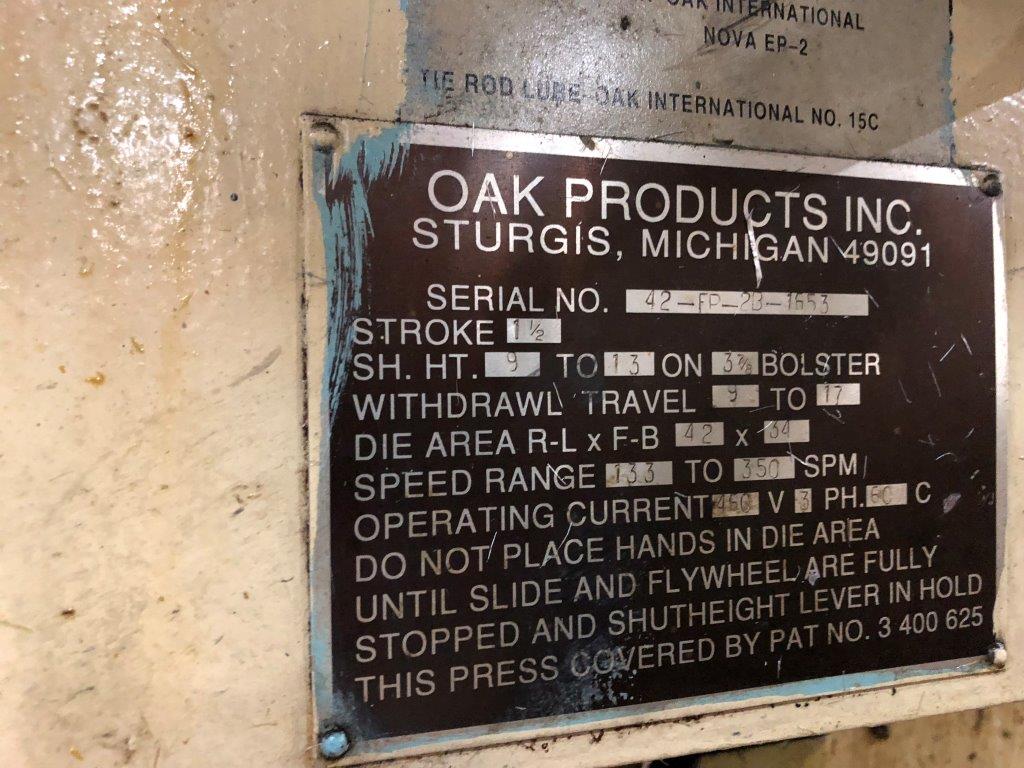 OAK INTERNATIONAL
NOVA EP-2
TIE ROD LUBE OAK INTERNATIONAL NO. 15C
OAK PRODUCTS INC.
STURGIS, MICHIGAN 49091
SERIAL NO. 42-FP-2B-1653
STROKE 1 ½
SH. HT. 9 TO 13 ON 3⅞ BOLSTER
WITHDRAWL TRAVEL 9 TO 17
DIE AREA R-L x F-B 42 x 34
SPEED RANGE 133 TO 350 SPM
OPERATING CURRENT 460 V 3 PH. 60 C
DO NOT PLACE HANDS IN DIE AREA
UNTIL SLIDE AND FLYWHEEL ARE FULLY
STOPPED AND SHUTHEIGHT LEVER IN HOLD
THIS PRESS COVERED BY PAT NO. 3 400 625